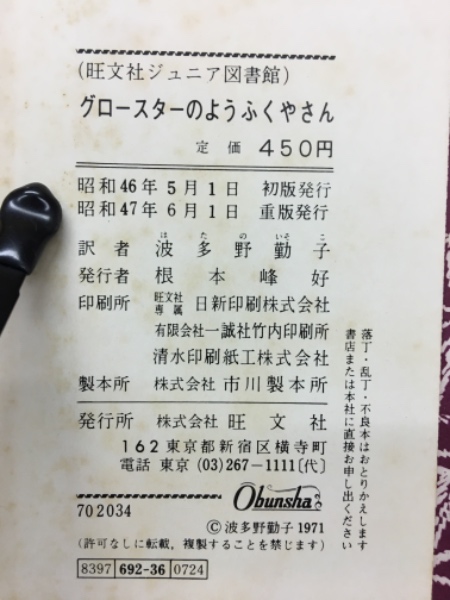 (旺文社ジュニア図書館)
グロースターのようふくやさん
定価 450円
昭和46年5月1日 初版発行
昭和47年6月1日 重版発行
はたのいそこ
訳者 波多野勤子
発行者 根本峰好
印刷所 旺文社専属 日新印刷株式会社
有限会社一誠社竹内印刷所
清水印刷紙工株式会社
製本所 株式会社 市川製本所
発行所 株式会社 旺文社
162 東京都新宿区横寺町
電話 東京 (03)267-1111〔代〕
落丁・乱丁・不良本はおとりかえします
書店または本社に直接お申し出ください
Obunsha
702034
©波多野勤子 1971
(許可なしに転載,複製することを禁じます)
8397 692-36 0724